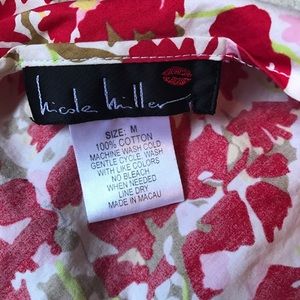 nicole miller
SIZE: M
100% COTTON
MACHINE WASH COLD
GENTLE CYCLE. WASH
WITH LIKE COLORS
NO BLEACH
WHEN NEEDED
LINE DRY
MADE IN MACAU